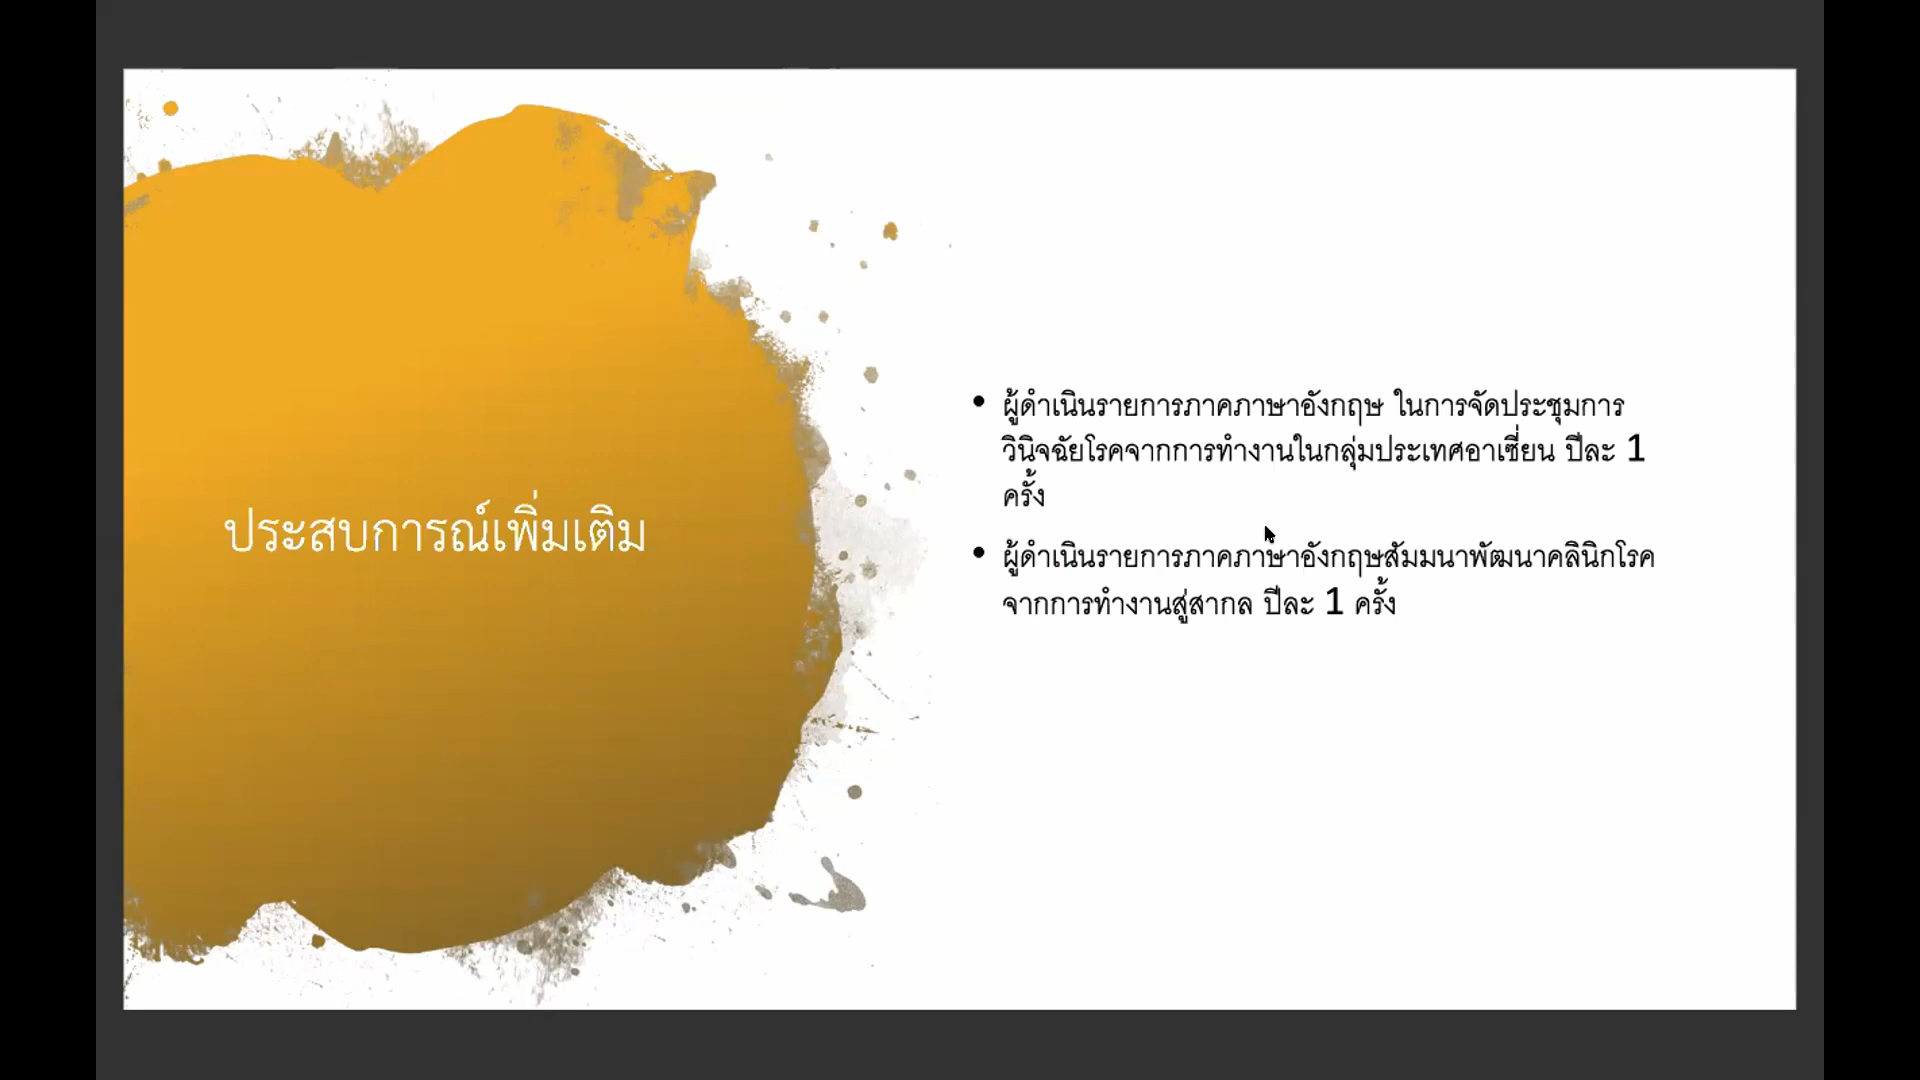 ประสบการณ์เพิ่มเติม
• ผู้ดำเนินรายการภาคภาษาอังกฤษ ในการจัดประชุมการ
วินิจฉัยโรคจากการทำงานในกลุ่มประเทศอาเซี่ยน ปีละ 1
ครั้ง
• ผู้ดำเนินรายการภาคภาษาอังกฤษสัมมนาพัฒนาคลินิกโรค
จากการทำงานสู่สากล ปีละ 1 ครั้ง